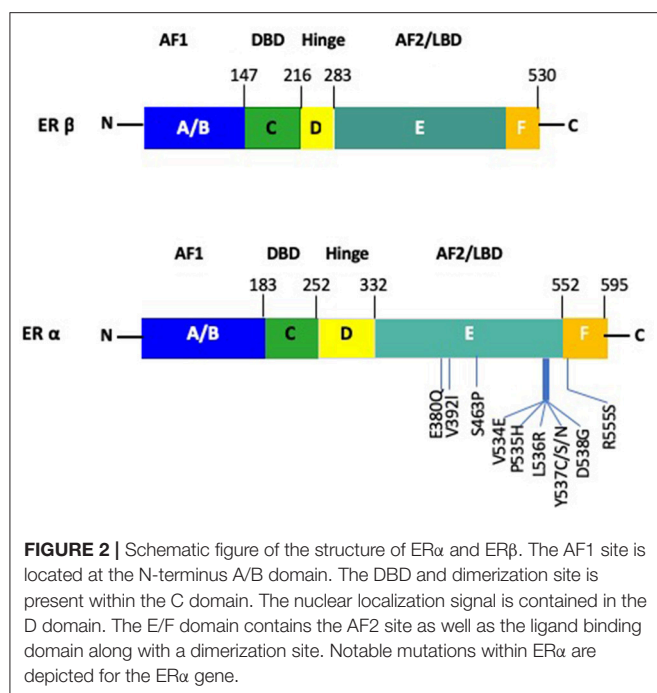 AF1 DBD Hinge AF2/LBD
147 216 283 530
ER β N A/B C D E F C
AF1 DBD Hinge AF2/LBD
183 252 332 552 595
ER α N A/B C D E F C
E380Q
V392I
S463P
V534E
P535H
L536R
Y537C/S/N
D538G
R555S
FIGURE 2 | Schematic figure of the structure of ERα and ERβ. The AF1 site is
located at the N-terminus A/B domain. The DBD and dimerization site is
present within the C domain. The nuclear localization signal is contained in the
D domain. The E/F domain contains the AF2 site as well as the ligand binding
domain along with a dimerization site. Notable mutations within ERα are
depicted for the ERα gene.